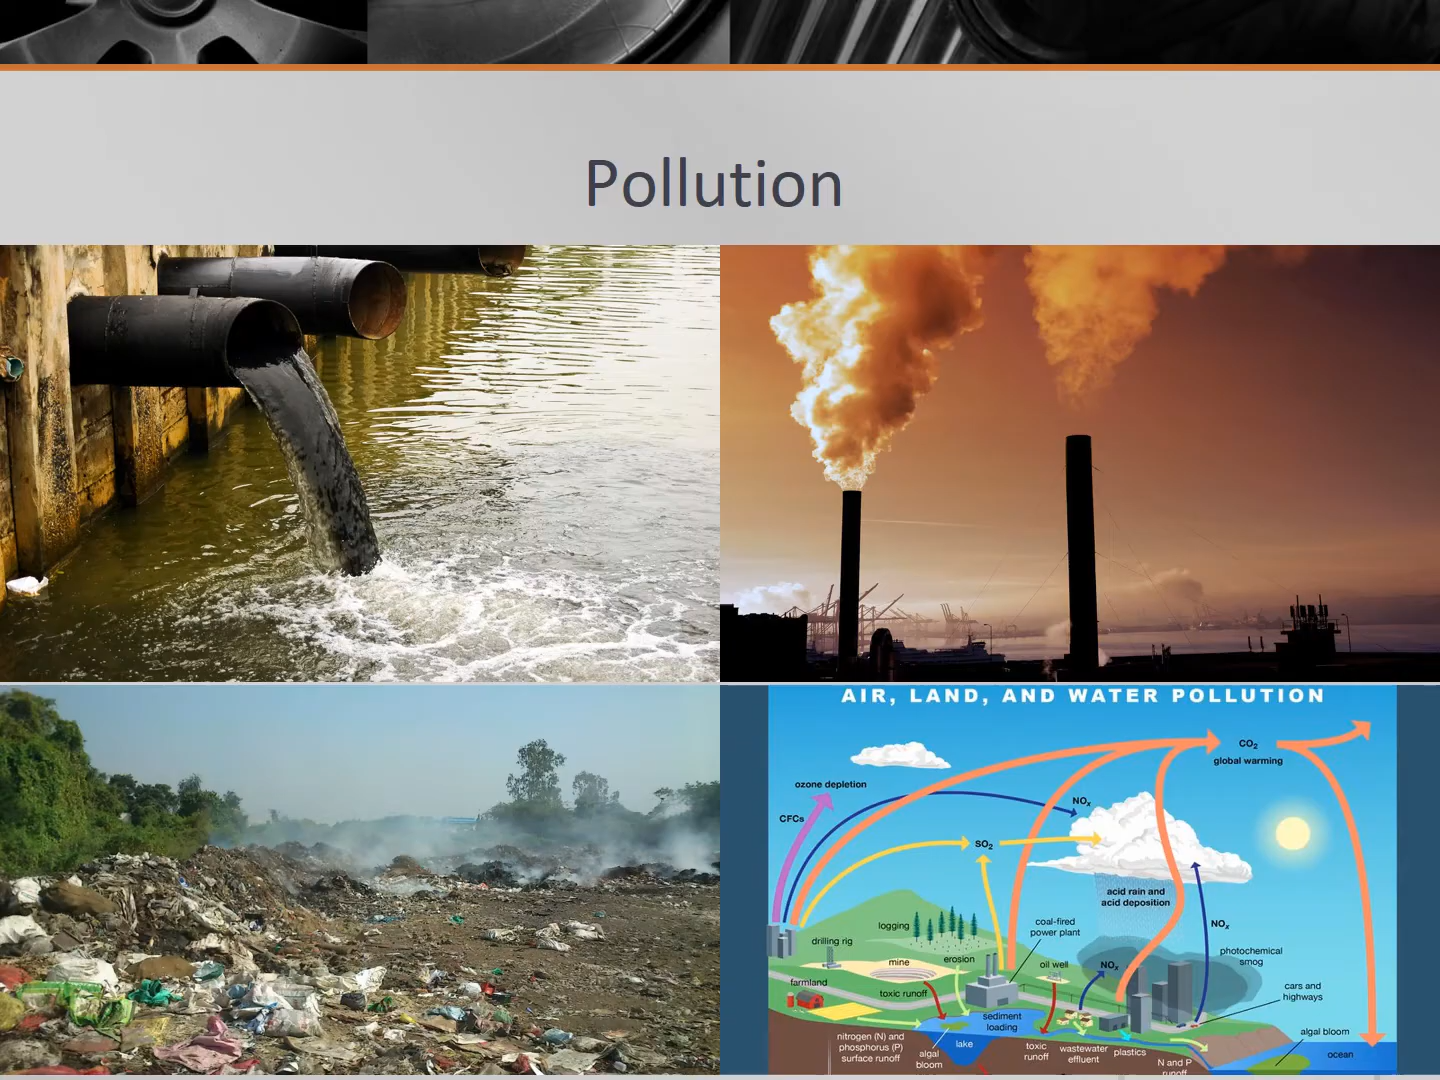 Pollution
AIR, LAND, AND WATER POLLUTION
CO₂
global warming
ozone depletion
CFCs
NOₓ
SO₂
acid rain and
acid deposition
NOₓ
logging
coal-fired
power plant
drilling rig
photochemical
smog
mine
erosion
oil well
NOₓ
farmland
toxic runoff
cars and
highways
sediment
loading
nitrogen (N) and
phosphorus (P)
surface runoff
algal
bloom
lake
toxic
runoff
wastewater
effluent
plastics
N and P
runoff
algal bloom
ocean